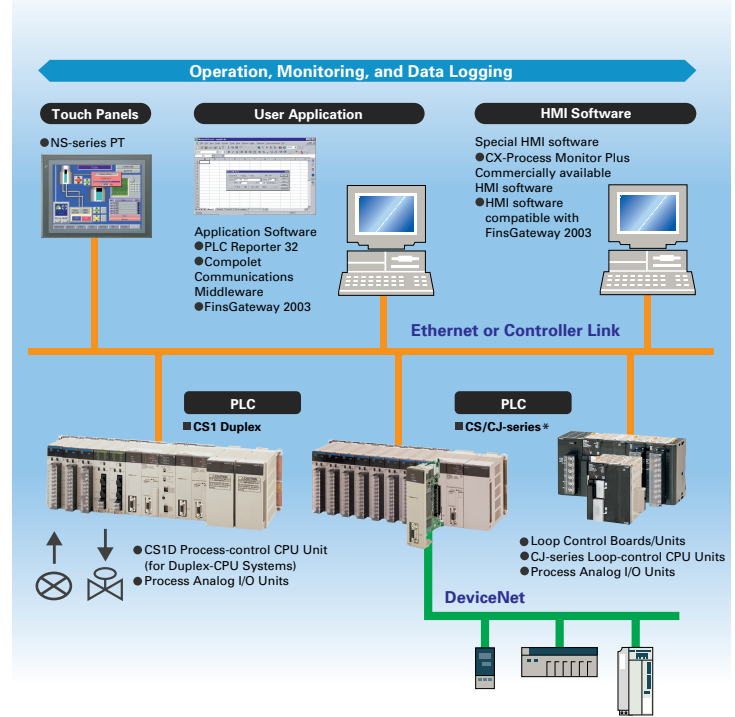 Operation, Monitoring, and Data Logging
Touch Panels
●NS-series PT
User Application
Application Software
●PLC Reporter 32
●Compolet
Communications
Middleware
●FinsGateway 2003
HMI Software
Special HMI software
●CX-Process Monitor Plus
Commercially available
HMI software
●HMI software
compatible with
FinsGateway 2003
Ethernet or Controller Link
PLC
■CS1 Duplex
PLC
■CS/CJ-series*
●CS1D Process-control CPU Unit
(for Duplex-CPU Systems)
●Process Analog I/O Units
●Loop Control Boards/Units
●CJ-series Loop-control CPU Units
●Process Analog I/O Units
DeviceNet